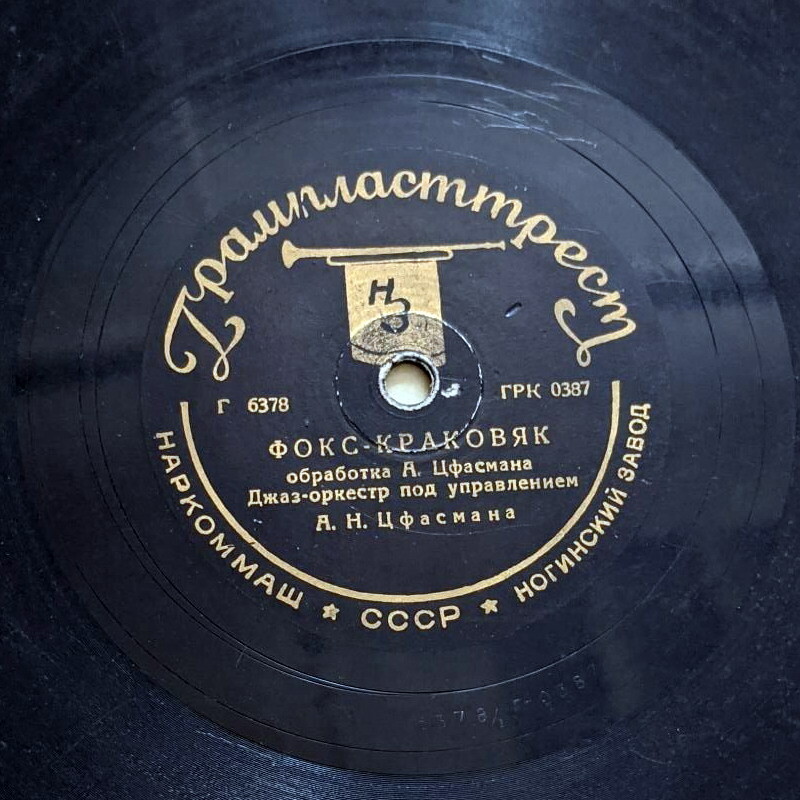 Грампласттрест
НЗ
Г 6378
ГРК 0387
ФОКС-КРАКОВЯК
обработка А. Цфасмана
Джаз-оркестр под управлением
А. Н. Цфасмана
НАРКОММАШ ★ СССР ★ НОГИНСКИЙ ЗАВОД